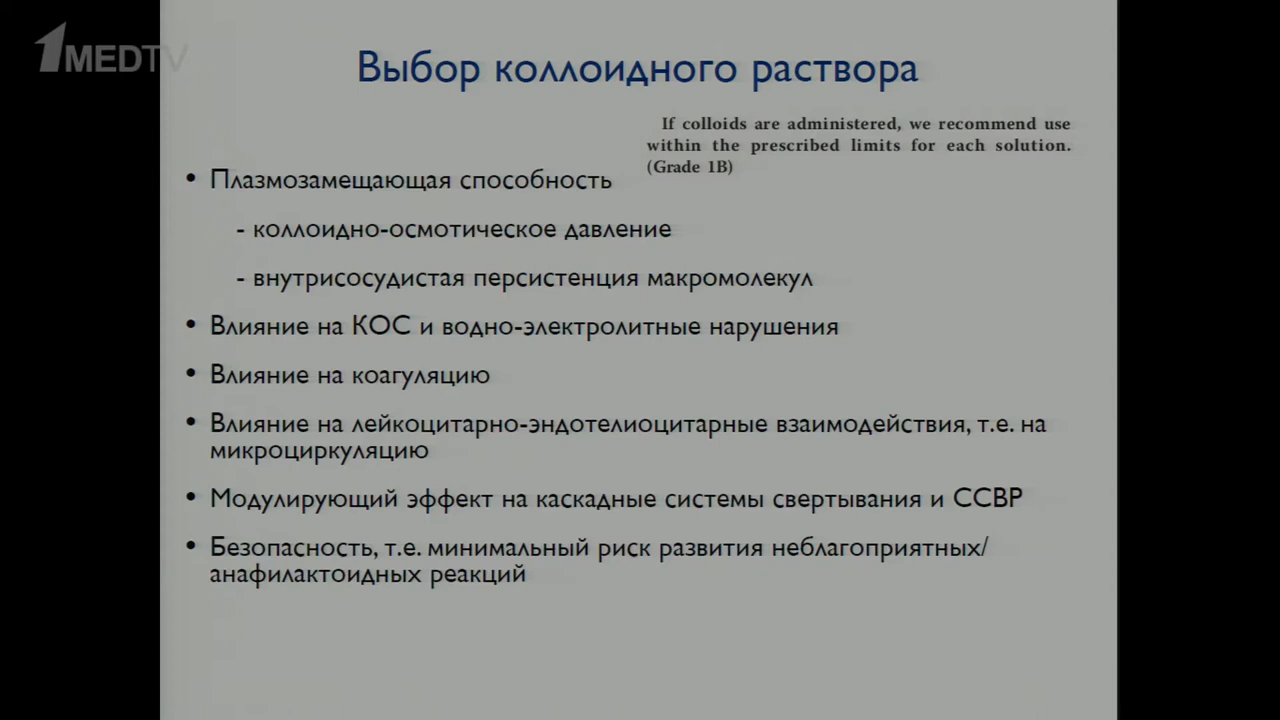 1MEDTV
Выбор коллоидного раствора
If colloids are administered, we recommend use
within the prescribed limits for each solution.
(Grade 1B)
• Плазмозамещающая способность
- коллоидно-осмотическое давление
- внутрисосудистая персистенция макромолекул
• Влияние на КОС и водно-электролитные нарушения
• Влияние на коагуляцию
• Влияние на лейкоцитарно-эндотелиоцитарные взаимодействия, т.е. на
микроциркуляцию
• Модулирующий эффект на каскадные системы свертывания и ССВР
• Безопасность, т.е. минимальный риск развития неблагоприятных/
анафилактоидных реакций